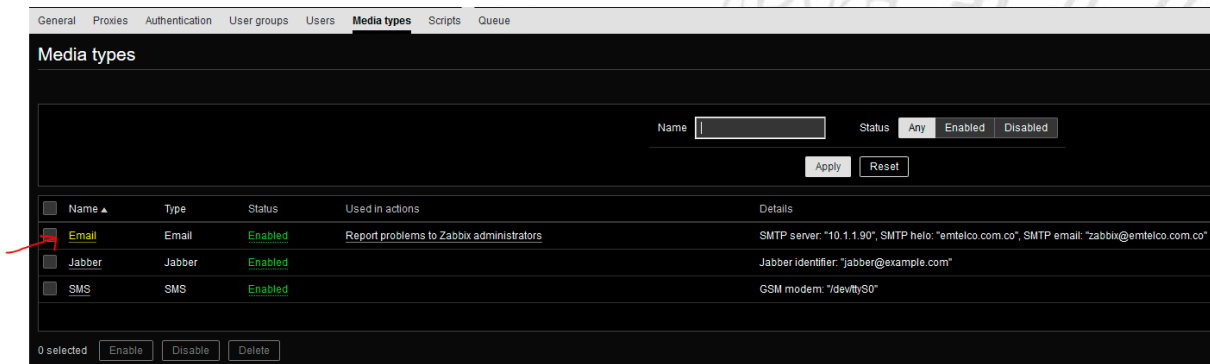 General Proxies Authentication User groups Users Media types Scripts Queue
Media types
Name Status Any Enabled Disabled
Apply Reset
Name ▲ Type Status Used in actions Details
Email Email Enabled Report problems to Zabbix administrators SMTP server: "10.1.1.90", SMTP helo: "emtelco.com.co", SMTP email: "zabbix@emtelco.com.co"
Jabber Jabber Enabled Jabber identifier: "jabber@example.com"
SMS SMS Enabled GSM modem: "/dev/ttyS0"
0 selected Enable Disable Delete